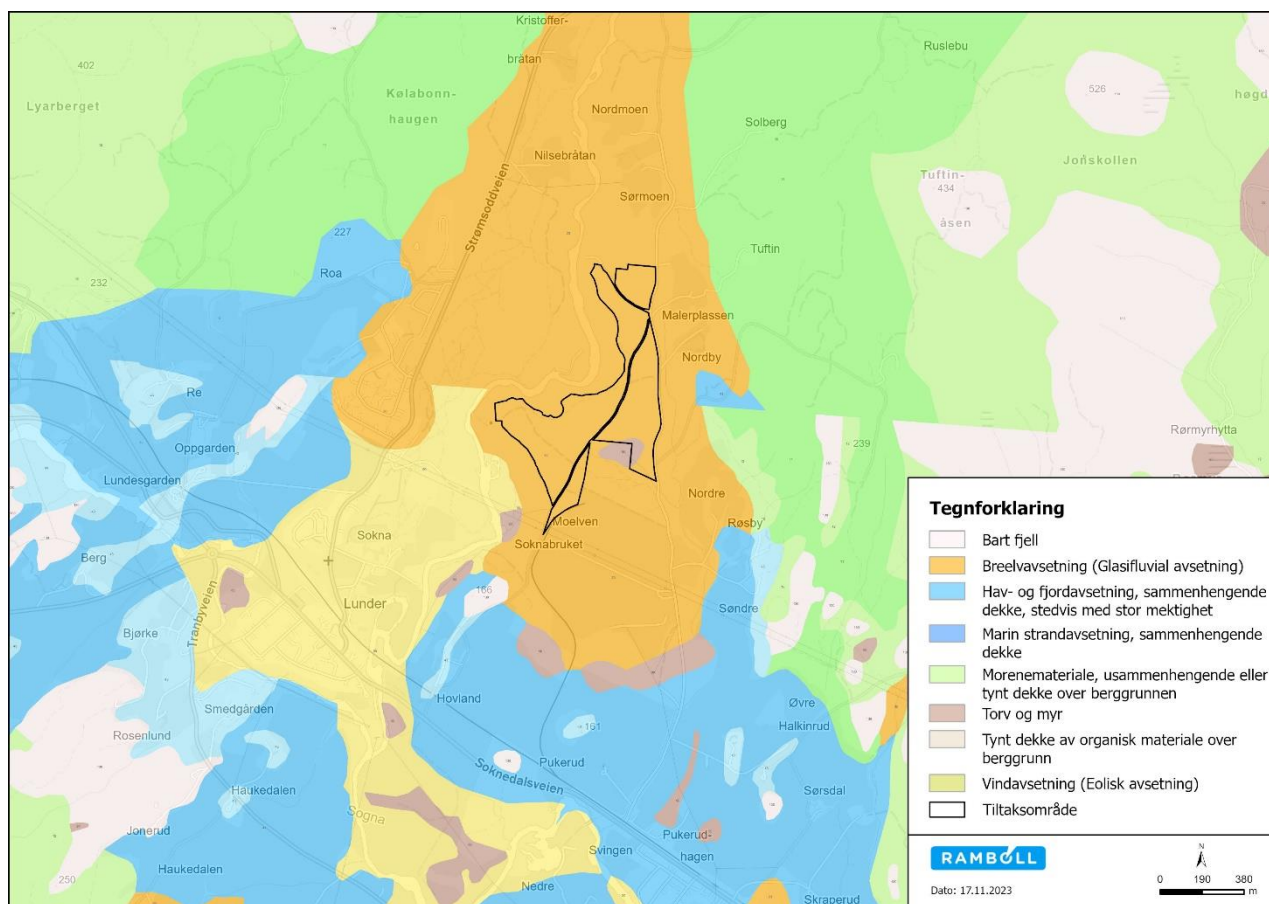 Kristoffer-
bråtan
Ruslebu
402
Lyarberget
Kølabonn-
haugen
526
høgd
Nordmoen
Solberg
Nilsebråtan
Jonskollen
Tuftin-
434
åsen
Sørmoen
Strømsoddveien
227
Roa
Tuftin
232
Malerplassen
Nordby
Re
Oppgarden
239
Rørmyrhytta
Lundesgarden
Nordre
Røsby
Moelven
Soknabruket
Sokna
Berg
166
Lunder
Søndre
Tranbyveien
Bjørke
Hovland
Øvre
Halkinrud
Smedgården
161
Rosenlund
Pukerud
Soknedalsveien
Haukedalen
Sørsdal
Sogna
Jonerud
Pukerud-
hagen
Svingen
Haukedalen
250
Nedre
Skraperud
Tegnforklaring
Bart fjell
Breelvavsetning (Glasifluvial avsetning)
Hav- og fjordavsetning, sammenhengende
dekke, stedvis med stor mektighet
Marin strandavsetning, sammenhengende
dekke
Morenemateriale, usammenhengende eller
tynt dekke over berggrunnen
Torv og myr
Tynt dekke av organisk materiale over
berggrunn
Vindavsetning (Eolisk avsetning)
Tiltaksområde
RAMBOLL
N
Dato: 17.11.2023
0 190 380
m